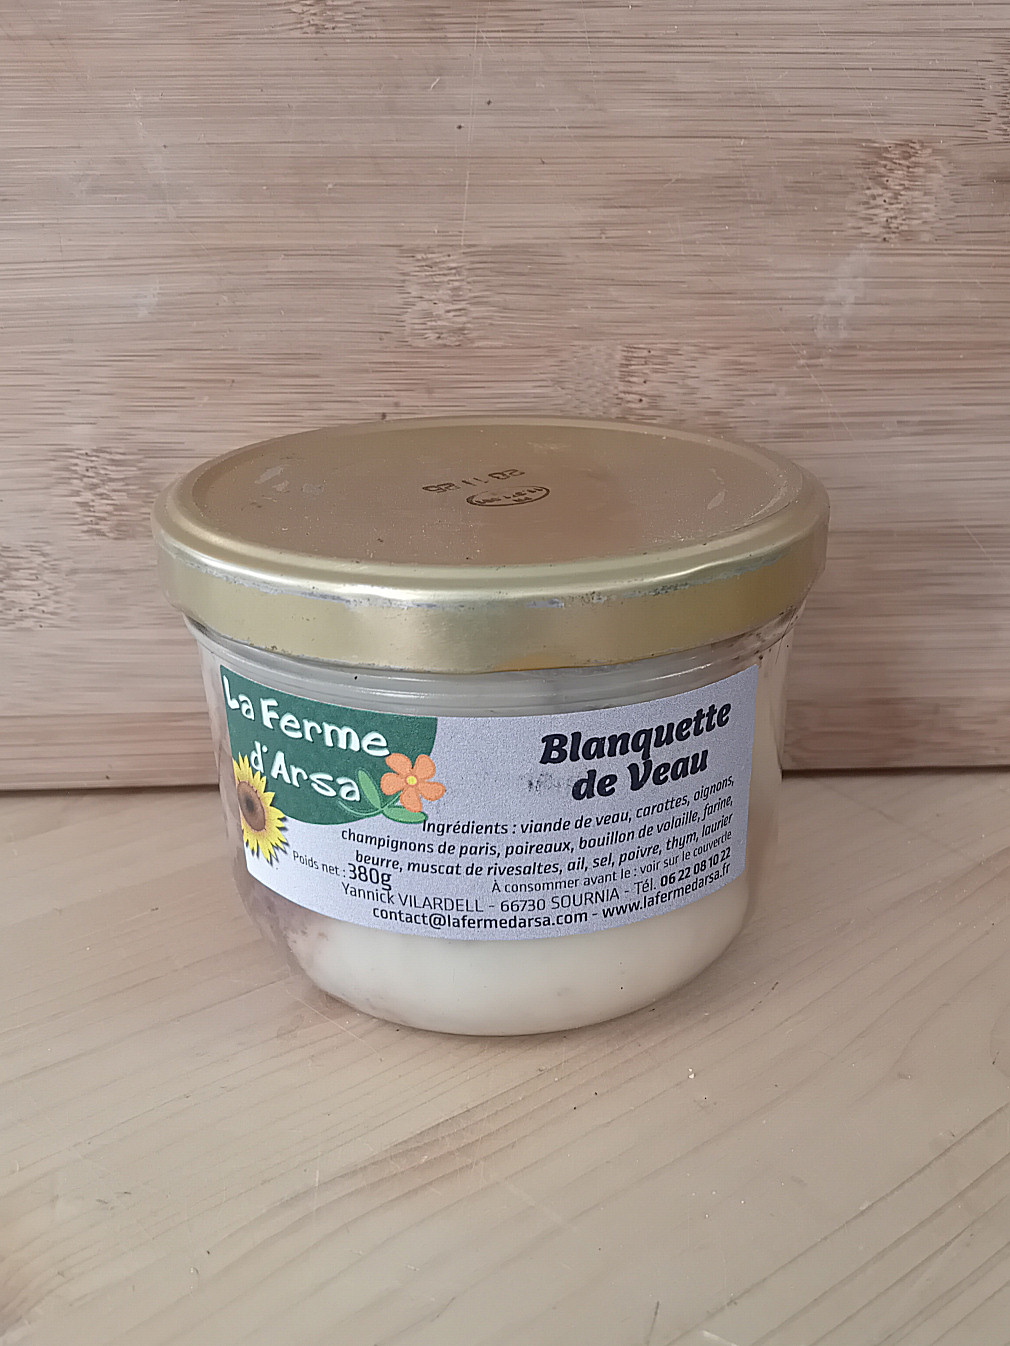 La Ferme
d'Arsa
Blanquette
de Veau
Ingrédients : viande de veau, carottes, oignons,
champignons de paris, poireaux, bouillon de volaille, farine,
beurre, muscat de rivesaltes, ail, sel, poivre, thym, laurier
Poids net : 380g
À consommer avant le : voir sur le couvercle
Yannick VILARDELL - 66730 SOURNIA - Tél. 06 22 08 10 22
contact@lafermedarsa.com - www.lafermedarsa.fr